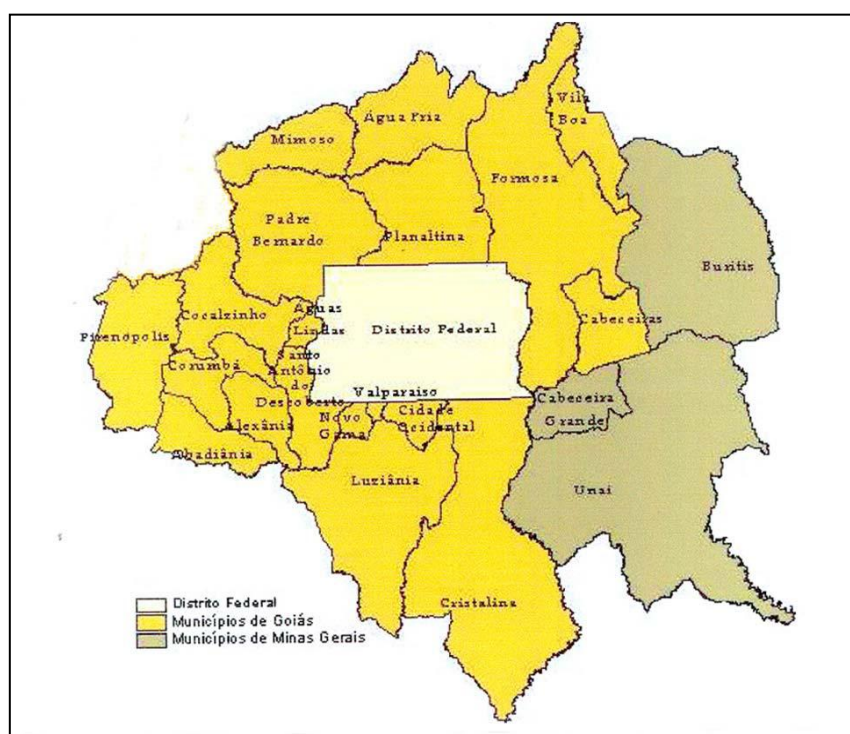 Vila
Boa
Água Fria
Mimoso
Formosa
Padre
Bernardo
Planaltina
Buritis
Águas
Lindas
Cocalzinho
Distrito Federal
Cabeceiras
Pirenópolis
Santo
Antônio
do
Descoberto
Corumbá
Valparaiso
Cabeceira
Grande
Novo
Gama
Cidade
Ocidental
Alexânia
Abadiânia
Luziânia
Unai
Cristalina
Distrito Federal
Municípios de Goiás
Municípios de Minas Gerais